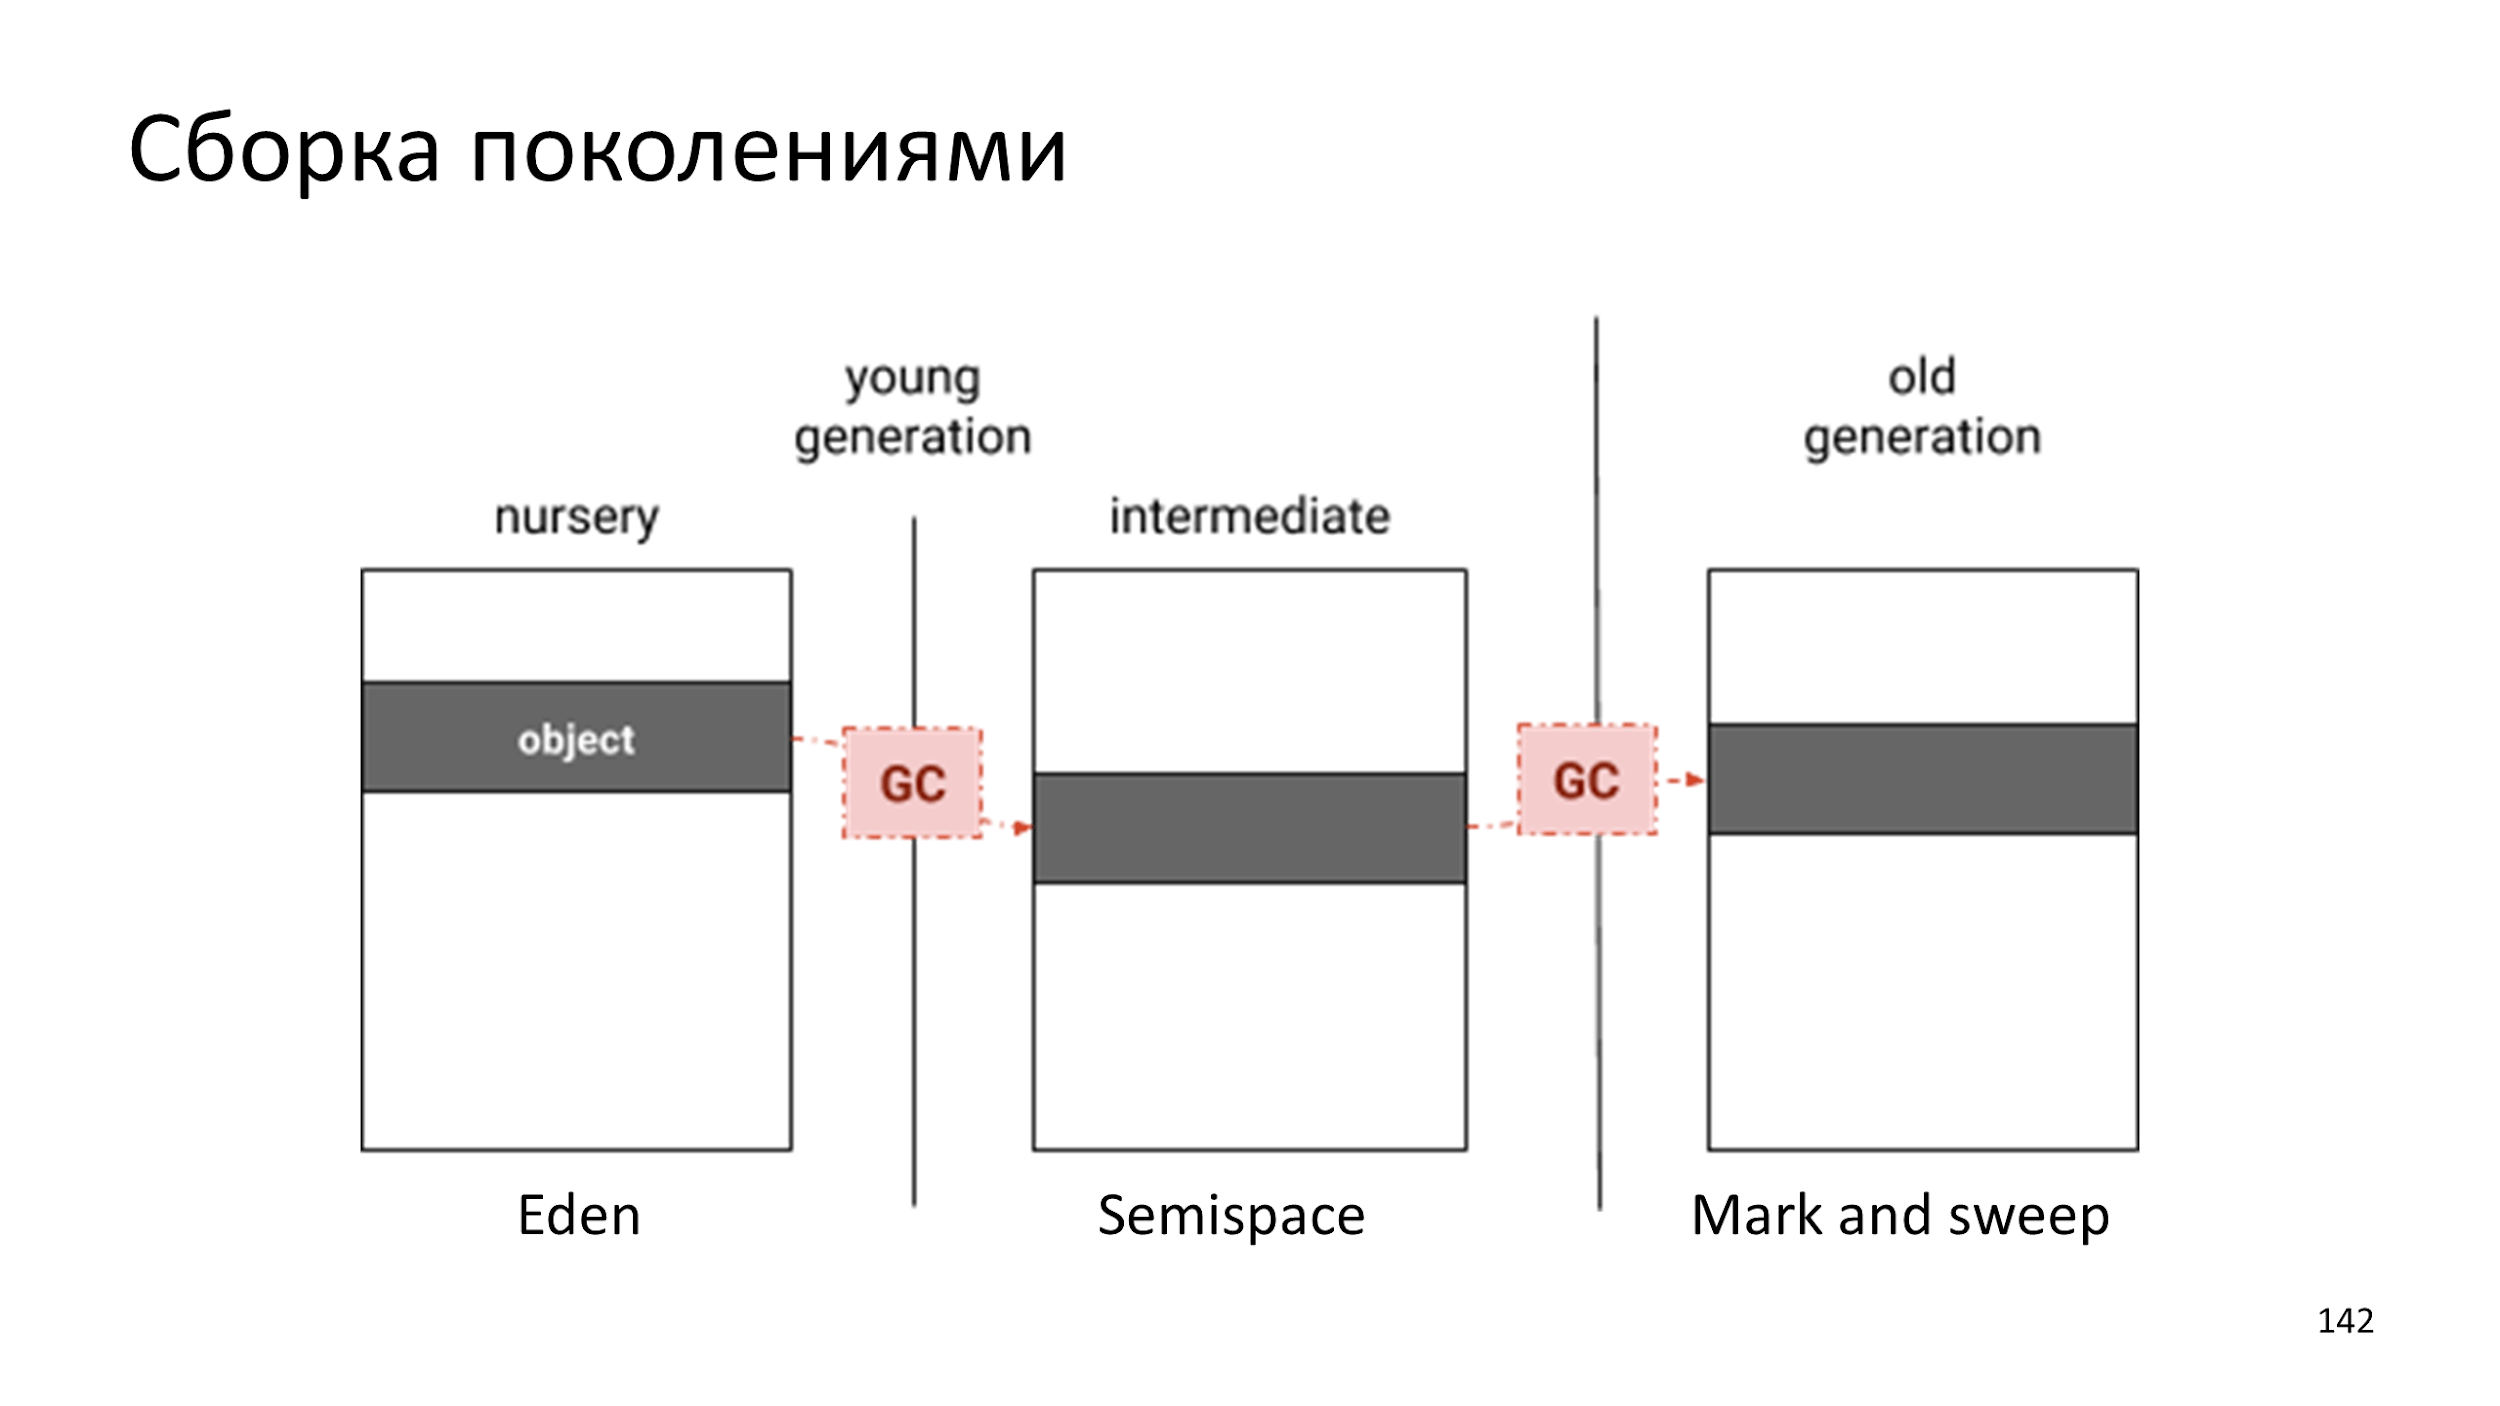 Сборка поколениями
young
generation
old
generation
nursery
intermediate
object
GC
GC
Eden
Semispace
Mark and sweep
142